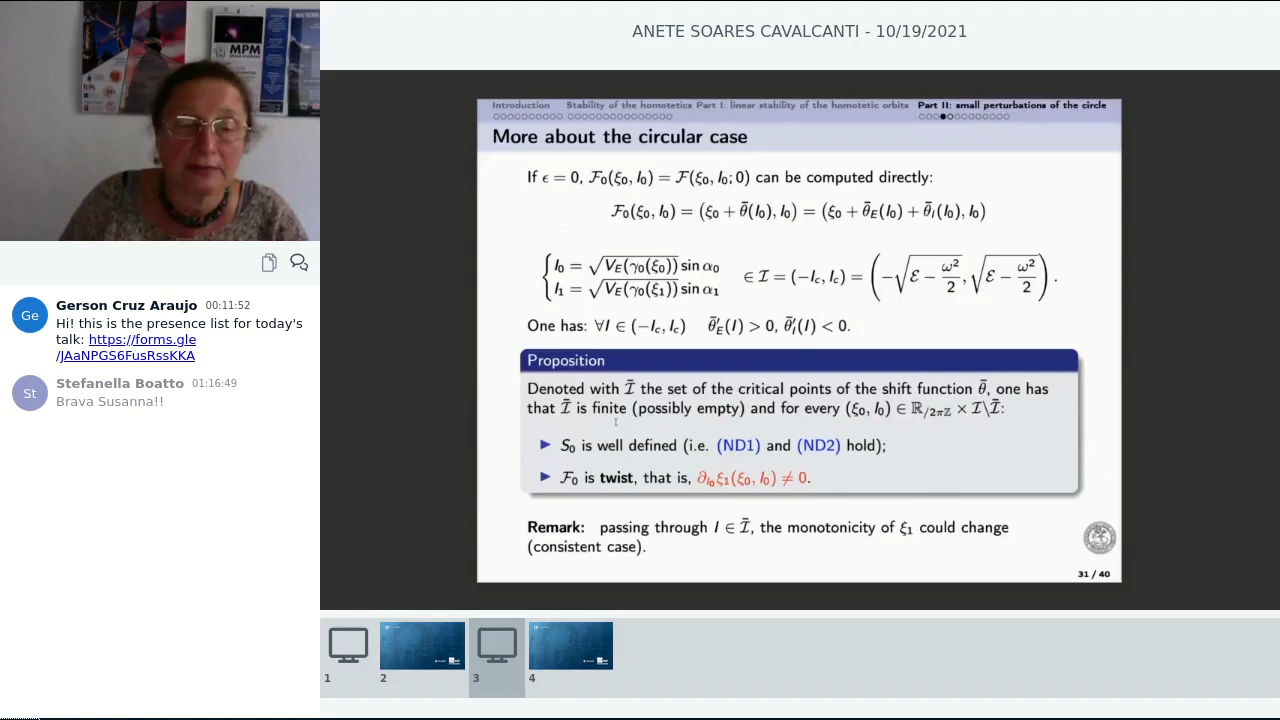 ANETE SOARES CAVALCANTI - 10/19/2021
MPM
Gerson Cruz Araujo 00:11:52
Hi! this is the presence list for today's
talk: https://forms.gle
/JAaNPGS6FusRssKKA
Stefanella Boatto 01:16:49
Brava Susanna!!
Introduction Stability of the homotetics Part I: linear stability of the homotetic orbits Part II: small perturbations of the circle
More about the circular case
If ϵ = 0, ℱ₀(ξ₀, I₀) = ℱ(ξ₀, I₀; 0) can be computed directly:
ℱ₀(ξ₀, I₀) = (ξ₀ + θ̄(I₀), I₀) = (ξ₀ + θ̄_E(I₀) + θ̄_I(I₀), I₀)
{ I₀ = √V_E(γ₀(ξ₀)) sin α₀
I₁ = √V_E(γ₀(ξ₁)) sin α₁ ∈ ℐ = (−I_c, I_c) = (−√(ℰ − ω²/2), √(ℰ − ω²/2)).
One has: ∀I ∈ (−I_c, I_c) θ̄′_E(I) > 0, θ̄′_I(I) < 0.
Proposition
Denoted with ℐ̄ the set of the critical points of the shift function θ̄, one has
that ℐ̄ is finite (possibly empty) and for every (ξ₀, I₀) ∈ ℝ/2πℤ × ℐ\ℐ̄:
▶ S₀ is well defined (i.e. (ND1) and (ND2) hold);
▶ ℱ₀ is twist, that is, ∂_{I₀}ξ₁(ξ₀, I₀) ≠ 0.
Remark: passing through I ∈ ℐ̄, the monotonicity of ξ₁ could change
(consistent case).
31 / 40
Ge
St
1
2
3
4